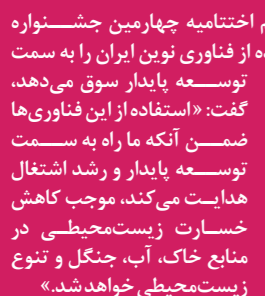 م اختتامیه چهارمین جشنواره
ده از فناوری نوین ایران را به سمت
توسعه پایدار سوق می‌دهد،
گفت: «استفاده از این فناوری‌ها
ضمن آنکه ما راه به سمت
توسعه پایدار و رشد اشتغال
هدایت می‌کند، موجب کاهش
خسارت زیست‌محیطی در
منابع خاک، آب، جنگل و تنوع
زیست‌محیطی خواهد شد.»